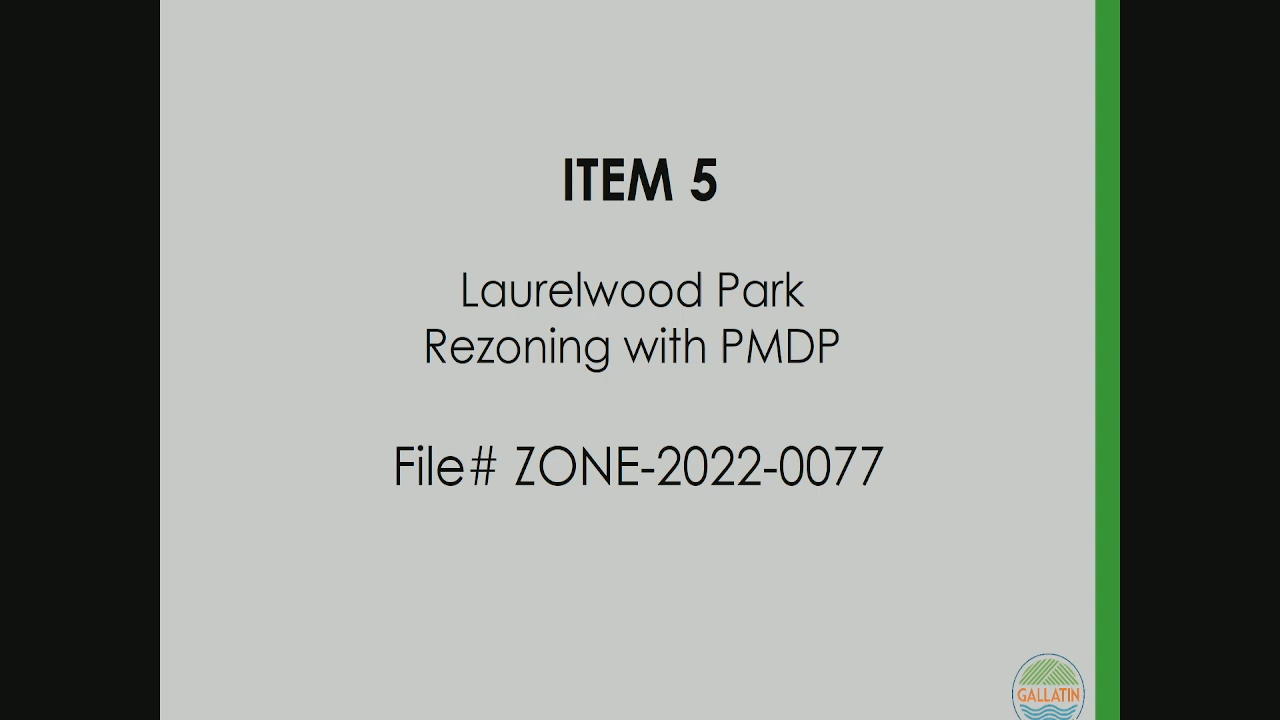 ITEM 5
Laurelwood Park
Rezoning with PMDP
File# ZONE-2022-0077
GALLATIN